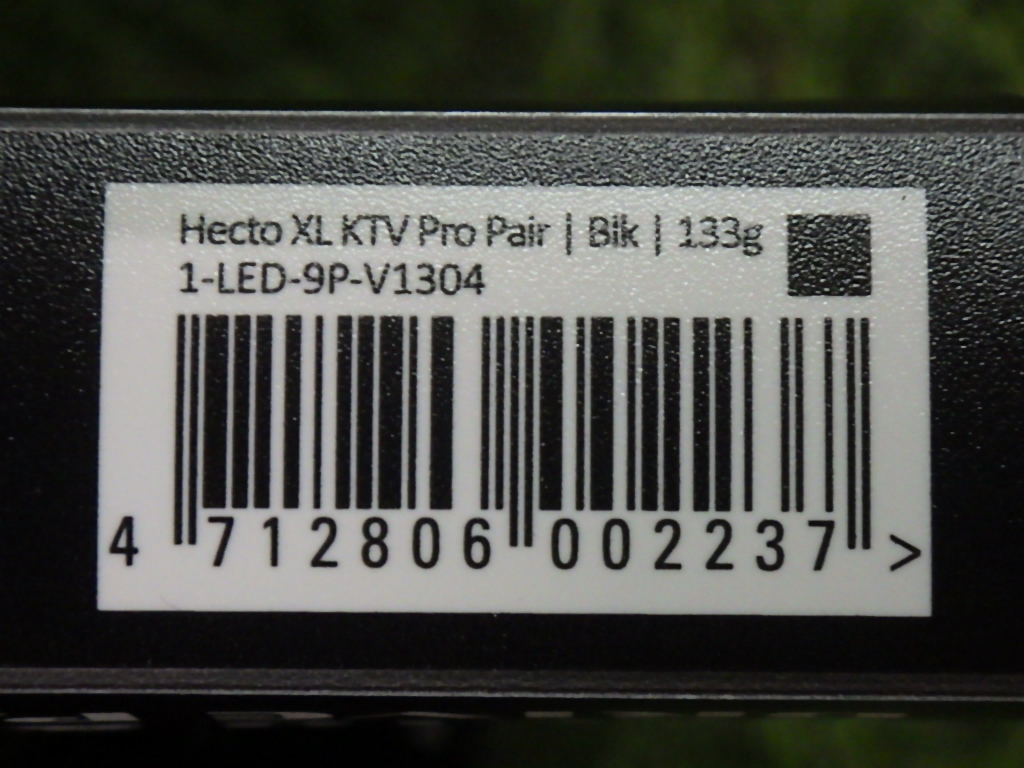 Hecto XL KTV Pro Pair | Blk | 133g
1-LED-9P-V1304
4 712806 002237 >